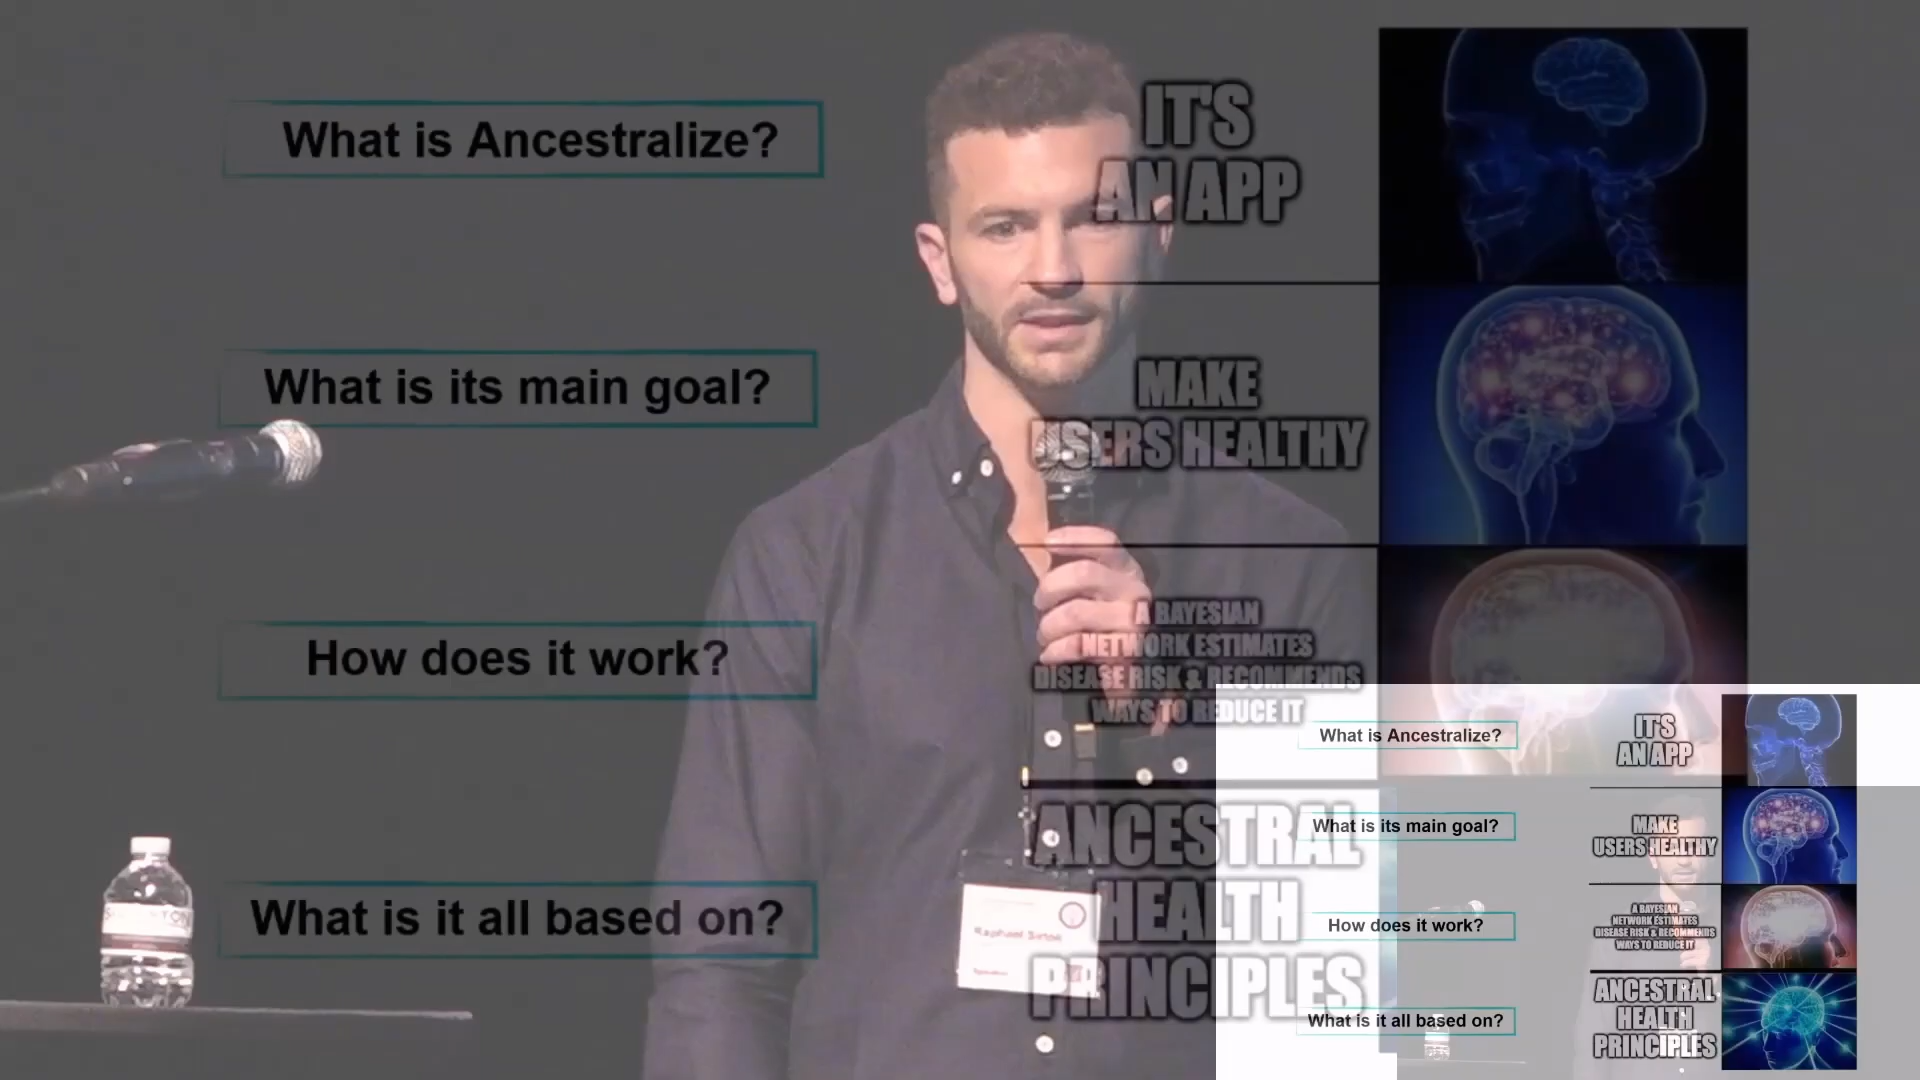 What is Ancestralize?
IT'S
AN APP
What is its main goal?
MAKE
USERS HEALTHY
How does it work?
A BAYESIAN
NETWORK ESTIMATES
DISEASE RISK & RECOMMENDS
WAYS TO REDUCE IT
What is it all based on?
ANCESTRAL
HEALTH
PRINCIPLES
Raphael Sirtoli
What is Ancestralize?
IT'S
AN APP
What is its main goal?
MAKE
USERS HEALTHY
How does it work?
A BAYESIAN
NETWORK ESTIMATES
DISEASE RISK & RECOMMENDS
WAYS TO REDUCE IT
What is it all based on?
ANCESTRAL
HEALTH
PRINCIPLES